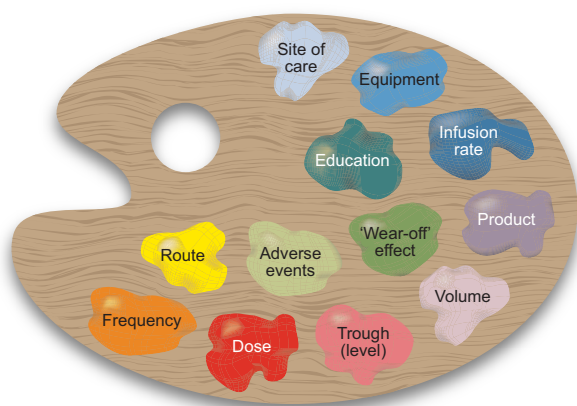 Site of
care
Equipment
Infusion
rate
Education
Product
'Wear-off'
effect
Adverse
events
Route
Volume
Frequency
Dose
Trough
(level)